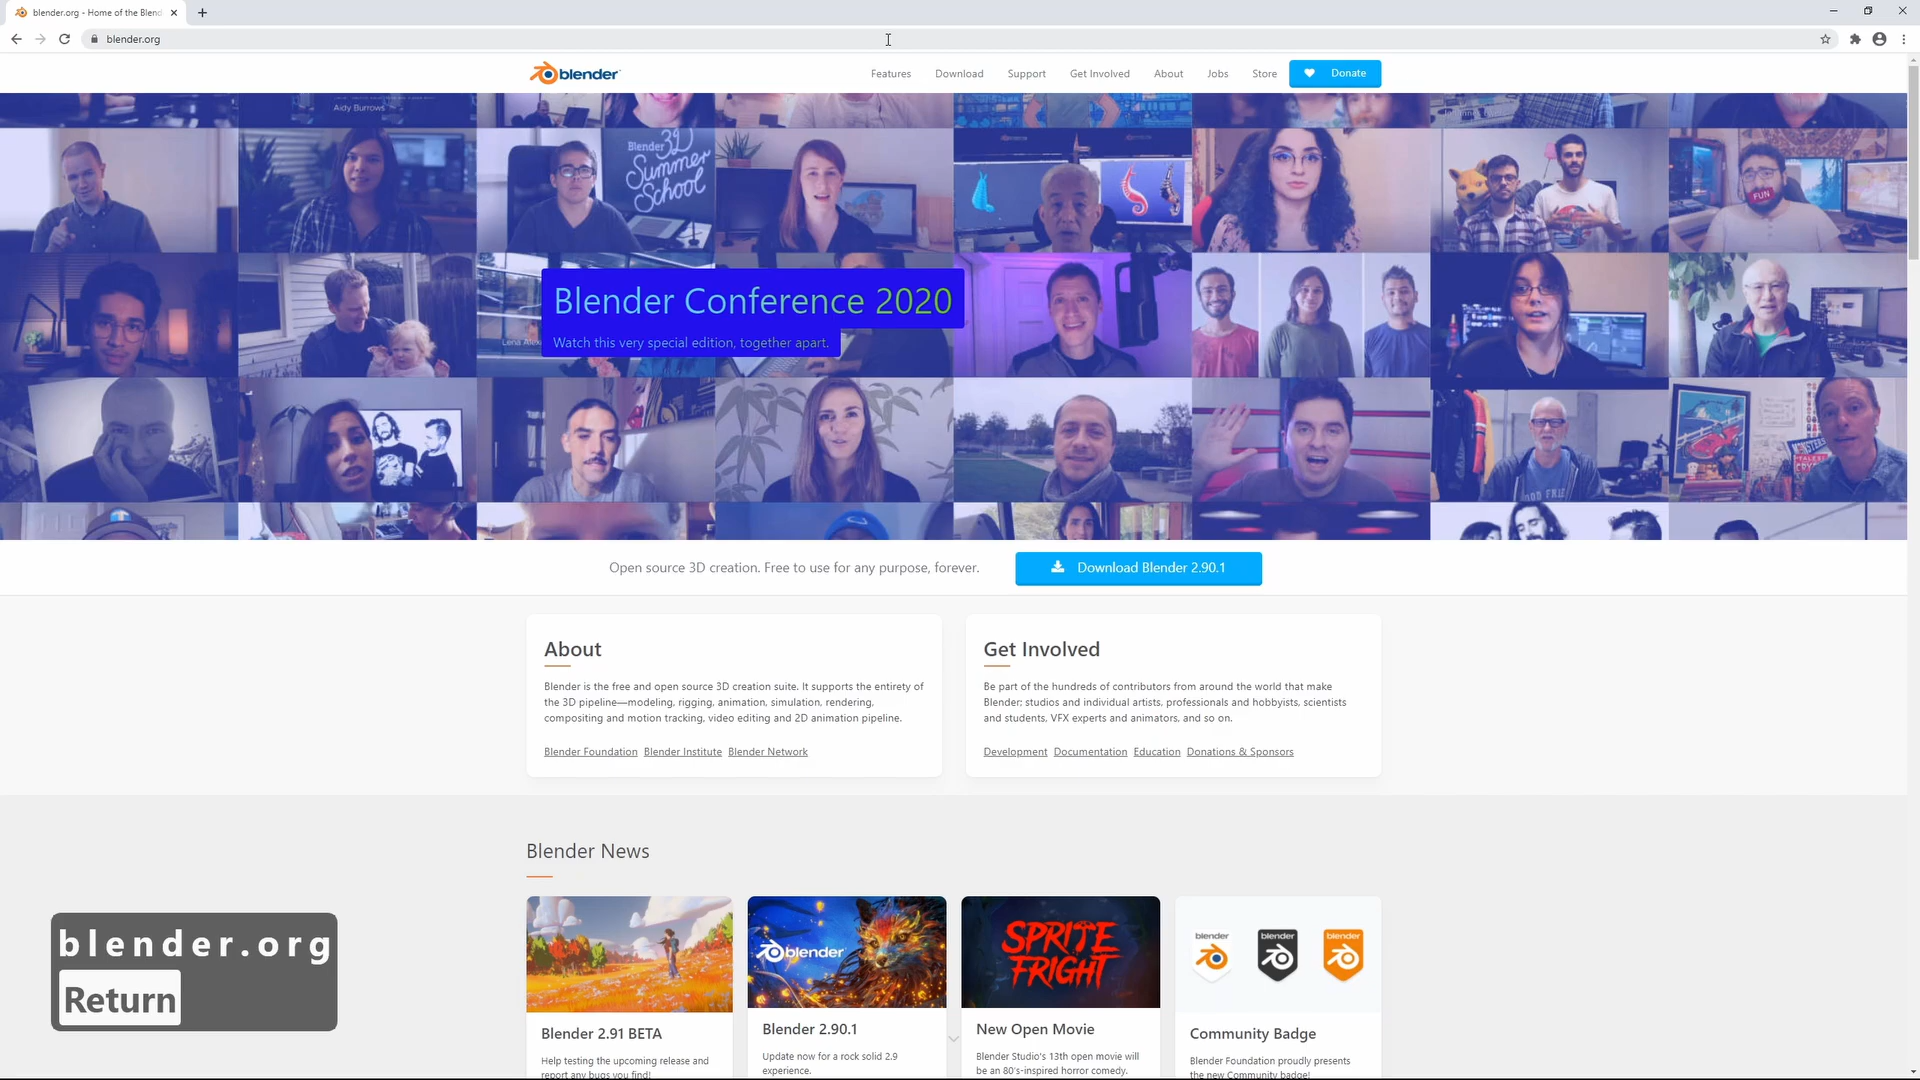 blender.org - Home of the Blend
blender.org
blender
Features
Download
Support
Get Involved
About
Jobs
Store
Donate
Aidy Burrows
Blender
3D
Summer
School
FUN
Blender Conference 2020
Watch this very special edition, together apart.
Open source 3D creation. Free to use for any purpose, forever.
Download Blender 2.90.1
About
Blender is the free and open source 3D creation suite. It supports the entirety of
the 3D pipeline—modeling, rigging, animation, simulation, rendering,
compositing and motion tracking, video editing and 2D animation pipeline.
Blender Foundation Blender Institute Blender Network
Get Involved
Be part of the hundreds of contributors from around the world that make
Blender; studios and individual artists, professionals and hobbyists, scientists
and students, VFX experts and animators, and so on.
Development Documentation Education Donations & Sponsors
Blender News
blender
SPRITE
FRIGHT
blender
blender
blender
Blender 2.91 BETA
Help testing the upcoming release and
report any bugs you find!
Blender 2.90.1
Update now for a rock solid 2.9
experience.
New Open Movie
Blender Studio's 13th open movie will
be an 80's-inspired horror comedy.
Community Badge
Blender Foundation proudly presents
the new Community badge!
blender.org
Return